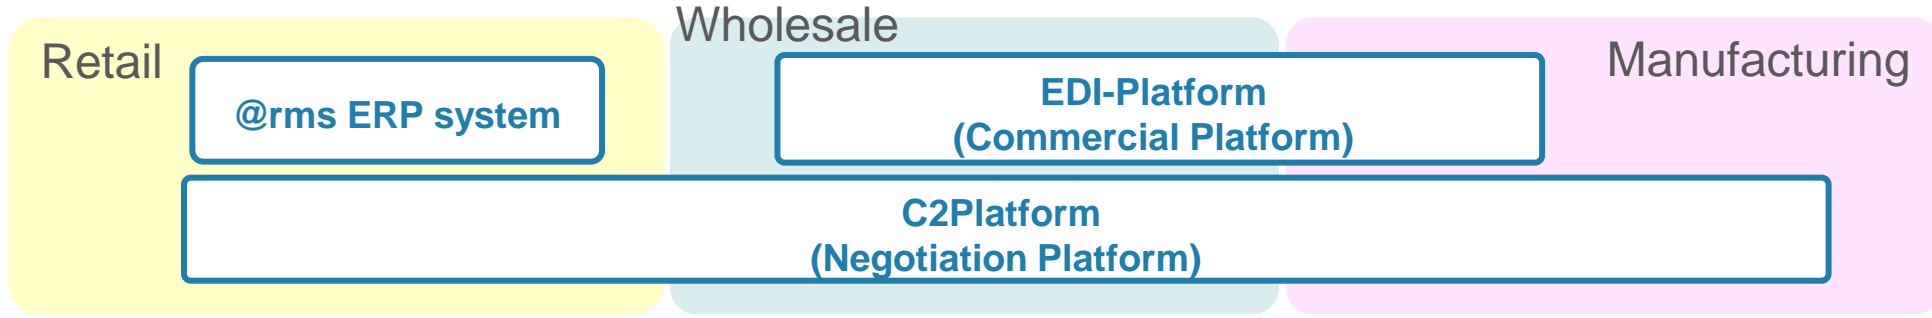 Retail
Wholesale
Manufacturing
@rms ERP system
EDI-Platform
(Commercial Platform)
C2Platform
(Negotiation Platform)